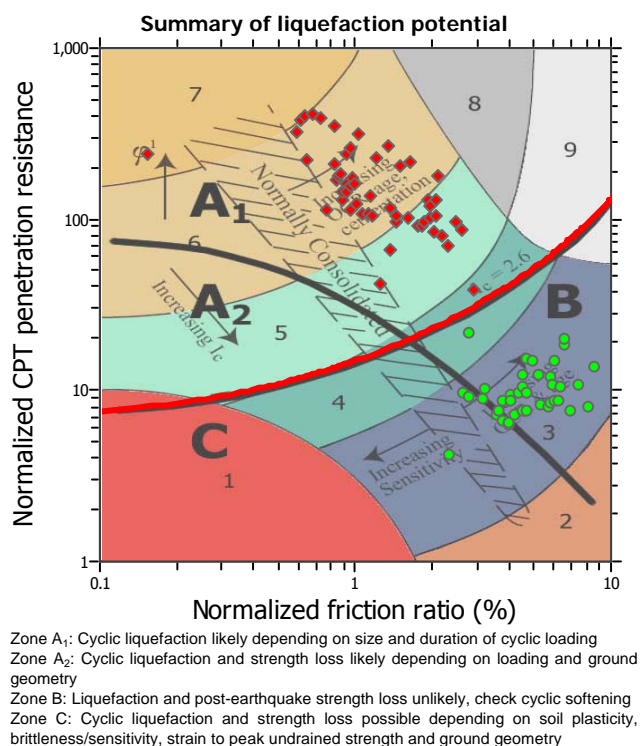 Summary of liquefaction potential
Normalized CPT penetration resistance
1,000
100
10
1
0.1
1
10
Normalized friction ratio (%)
7
8
9
φ'
A1
6
Normally Consolidated
Increasing
cementation
A2
Increasing Ic
5
Ic = 2.6
B
4
3
C
1
Increasing
Sensitivity
2
Zone A1: Cyclic liquefaction likely depending on size and duration of cyclic loading
Zone A2: Cyclic liquefaction and strength loss likely depending on loading and ground
geometry
Zone B: Liquefaction and post-earthquake strength loss unlikely, check cyclic softening
Zone C: Cyclic liquefaction and strength loss possible depending on soil plasticity,
brittleness/sensitivity, strain to peak undrained strength and ground geometry